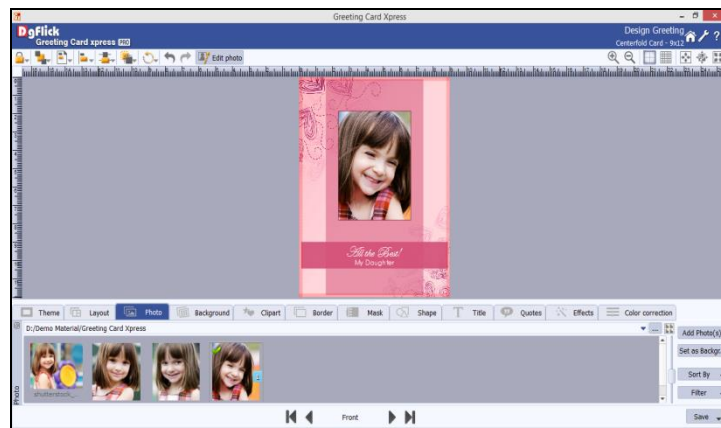 Greeting Card Xpress
DgFlick
Greeting Card xpress PRO
Design Greeting
Centerfold Card - 9x12
?
Edit photo
All the Best!
My Daughter
Theme
Layout
Photo
Background
Clipart
Border
Mask
Shape
Title
Quotes
Effects
Color correction
D:/Demo Material/Greeting Card Xpress
...
Add Photo(s)
Set as Backgr.
Sort By
Filter
Photo
shutterstock_...
Front
Save